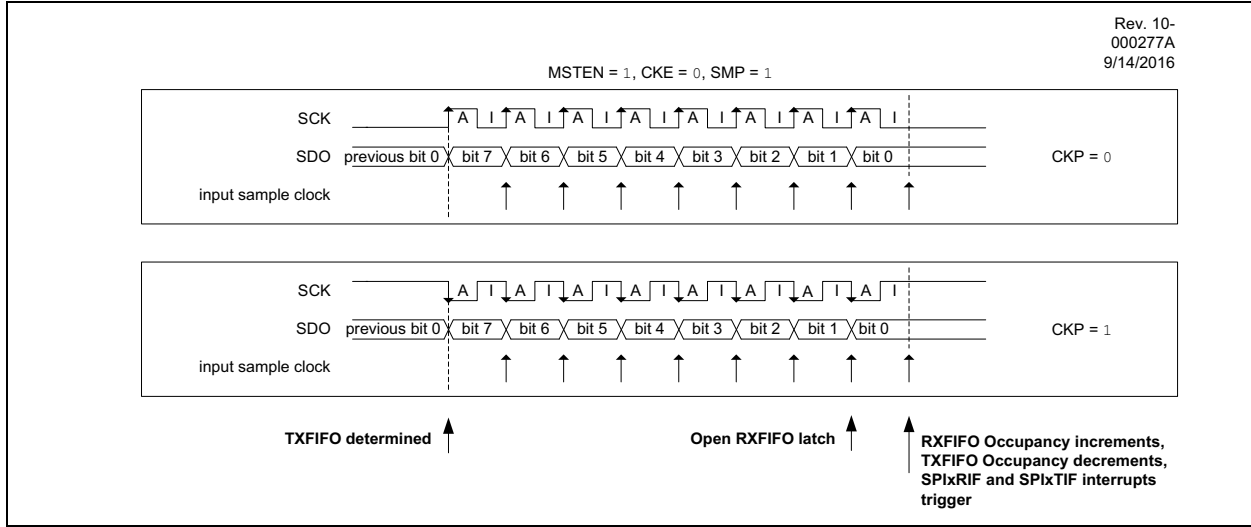 Rev. 10-
000277A
9/14/2016
MSTEN = 1, CKE = 0, SMP = 1
SCK A I A I A I A I A I A I A I A I
SDO previous bit 0 bit 7 bit 6 bit 5 bit 4 bit 3 bit 2 bit 1 bit 0 CKP = 0
input sample clock
SCK A I A I A I A I A I A I A I A I
SDO previous bit 0 bit 7 bit 6 bit 5 bit 4 bit 3 bit 2 bit 1 bit 0 CKP = 1
input sample clock
TXFIFO determined Open RXFIFO latch RXFIFO Occupancy increments,
TXFIFO Occupancy decrements,
SPIxRIF and SPIxTIF interrupts
trigger